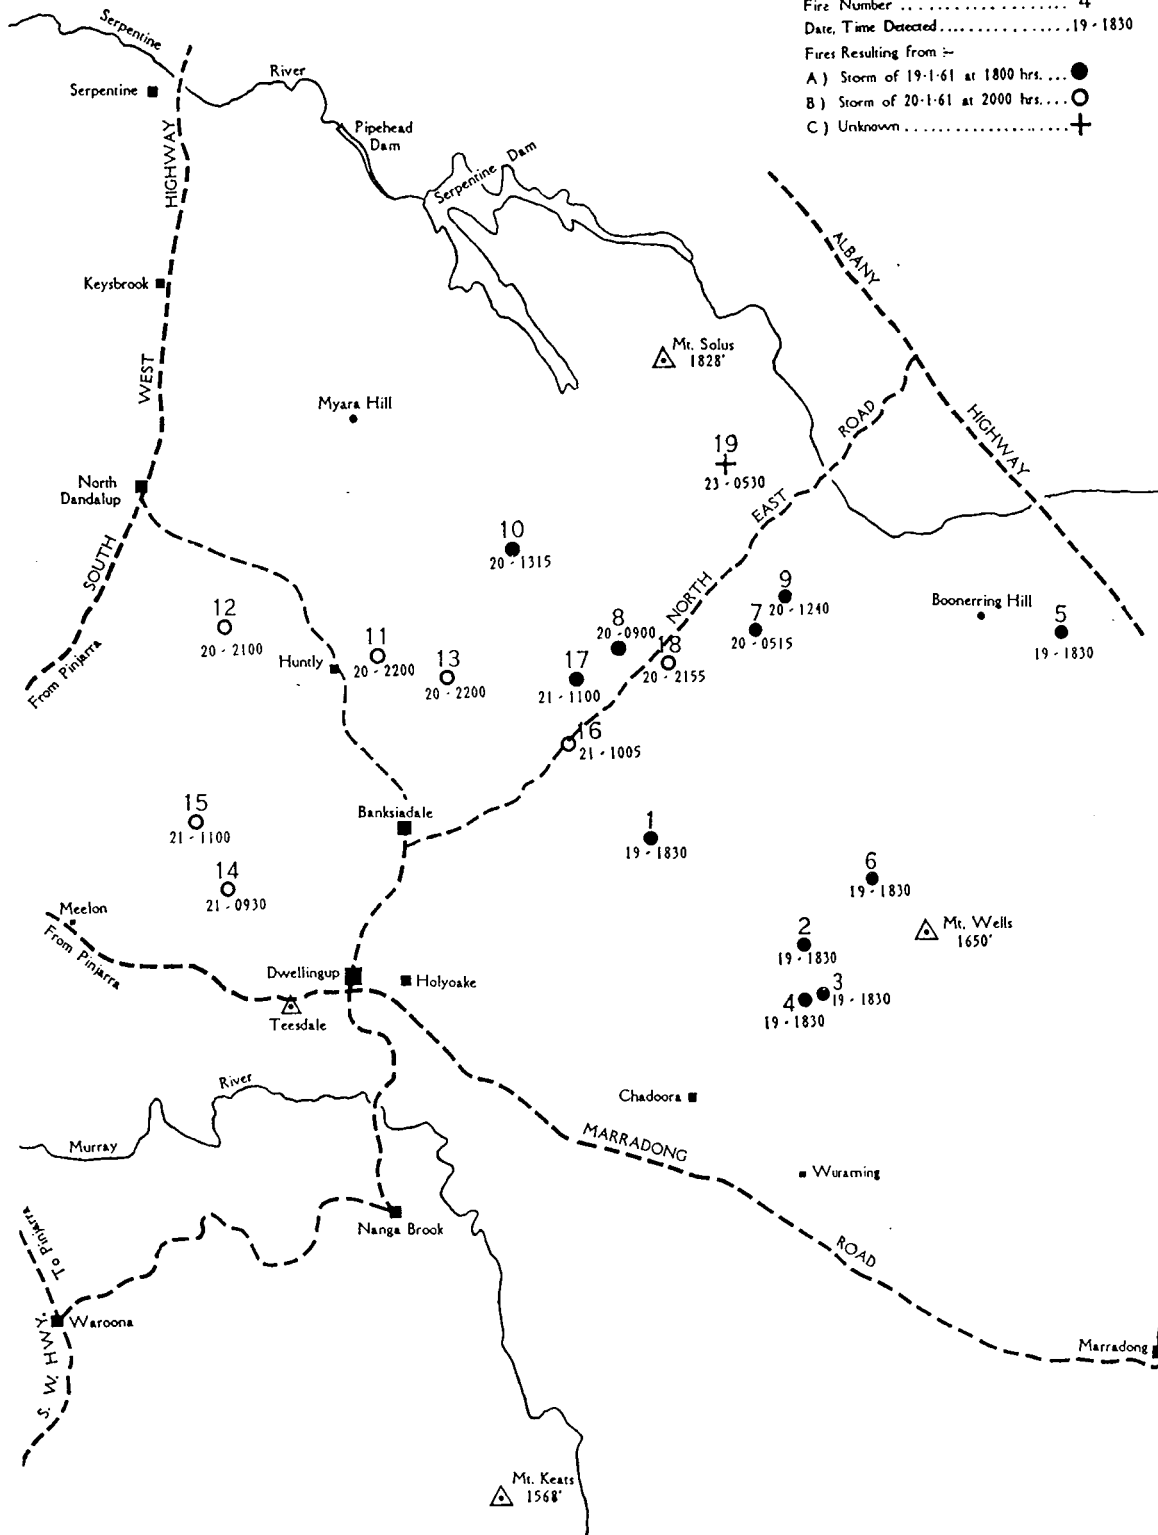 Fire Number .................... 4
Date, Time Detected.............19 - 1830
Fires Resulting from :-
A ) Storm of 19·1·61 at 1800 hrs....
B ) Storm of 20·1·61 at 2000 hrs....
C ) Unknown ......................
Serpentine
River
Serpentine
Pipehead
Dam
Serpentine Dam
HIGHWAY
ALBANY
Keysbrook
Mt. Solus
1828'
WEST
Myara Hill
ROAD
HIGHWAY
19
23 - 0530
North
Dandalup
EAST
10
20 - 1315
SOUTH
NORTH
9
20 - 1240
Boonerring Hill
12
20 - 2100
8
20 - 0900
7
20 - 0515
5
19 - 1830
11
20 - 2200
18
20 - 2155
From Pinjarra
Huntly
13
20 - 2200
17
21 - 1100
16
21 - 1005
15
21 - 1100
Banksiadale
1
19 - 1830
14
21 - 0930
6
19 - 1830
Meelon
From Pinjarra
Mt. Wells
1650'
2
19 - 1830
Dwellingup
Holyoake
3
19 - 1830
4
19 - 1830
Teesdale
River
Chadoora
Murray
MARRADONG
Wuraming
To Pinjarra
Nanga Brook
ROAD
Waroona
S. W. HWY.
Marradong
Mt. Keats
1568'